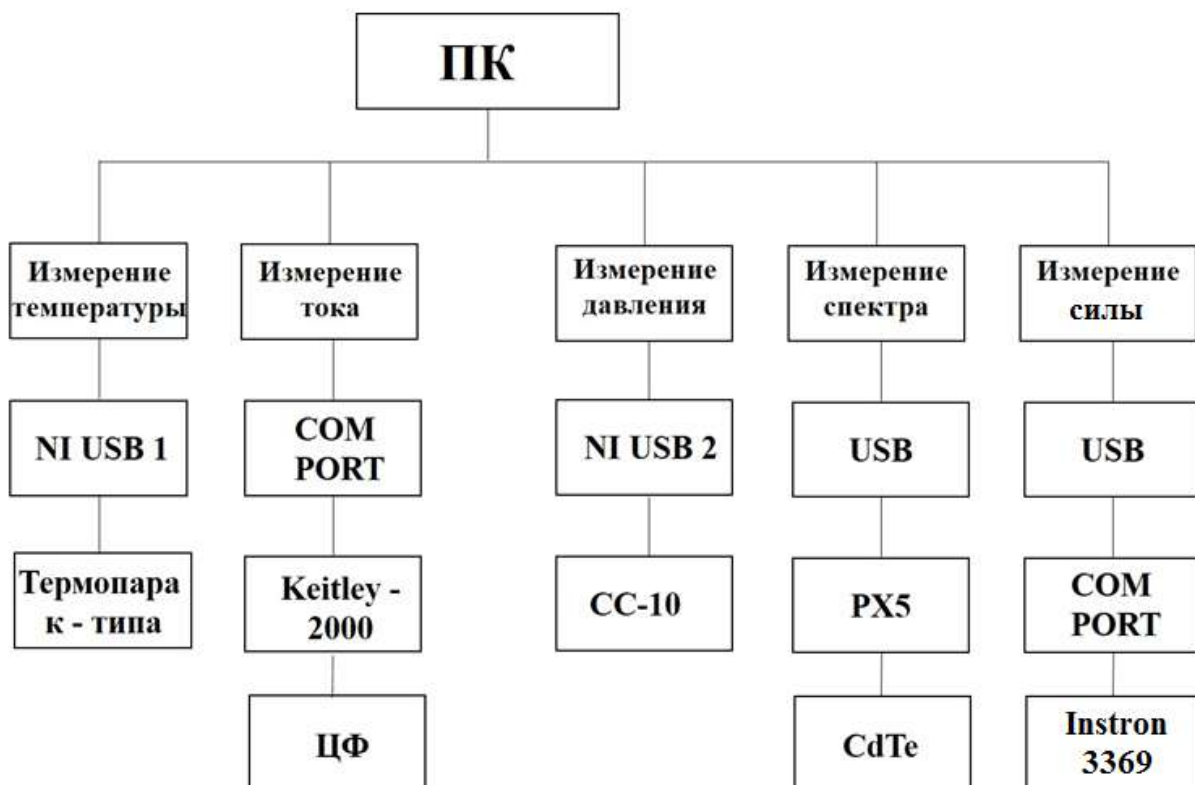 ПК
Измерение
температуры
Измерение
тока
Измерение
давления
Измерение
спектра
Измерение
силы
NI USB 1
COM
PORT
NI USB 2
USB
USB
Термопара
к - типа
Keitley -
2000
CC-10
PX5
COM
PORT
ЦФ
CdTe
Instron
3369